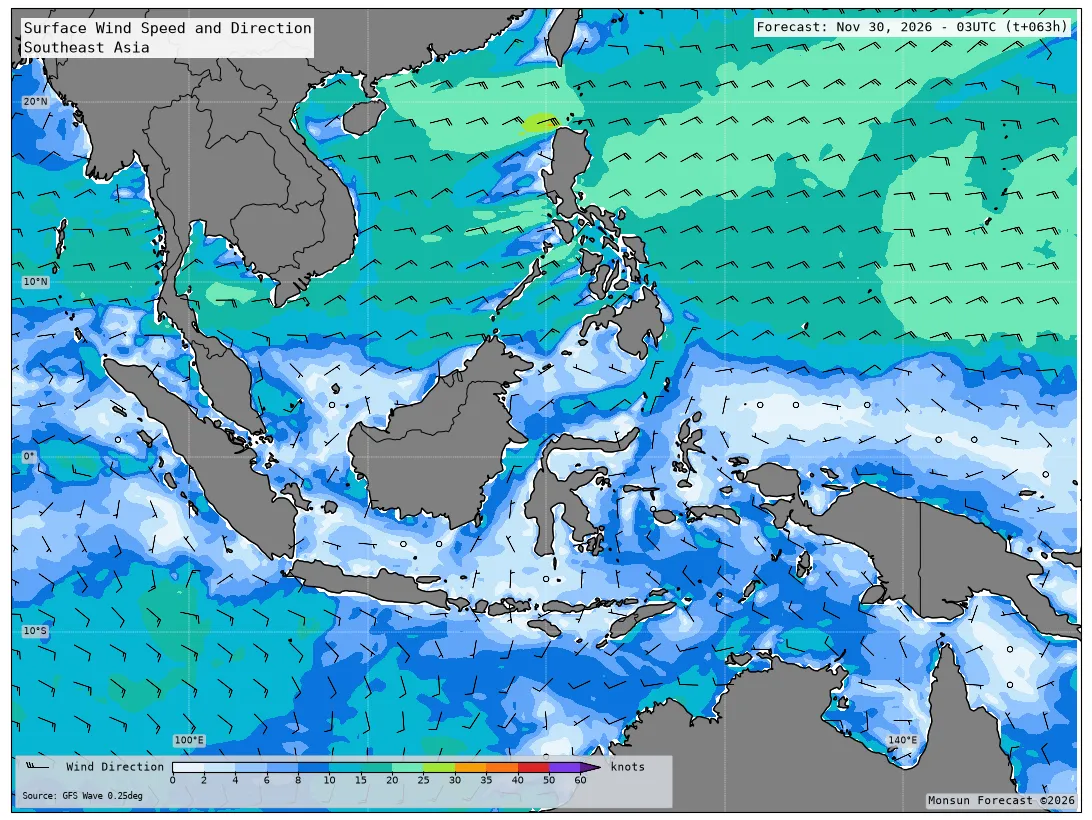 Surface Wind Speed and Direction
Southeast Asia
Forecast: Nov 30, 2026 - 03UTC (t+063h)
20°N
10°N
0°
10°S
100°E
140°E
Wind Direction
0 2 4 6 8 10 15 20 25 30 35 40 50 60
knots
Source: GFS Wave 0.25deg
Monsun Forecast ©2026